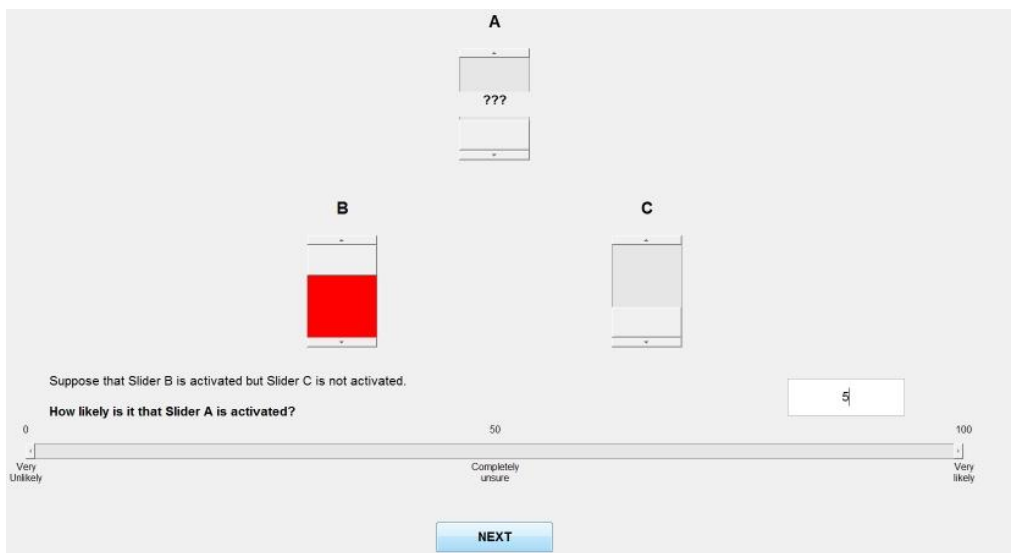 A
???
B
C
Suppose that Slider B is activated but Slider C is not activated.
5
How likely is it that Slider A is activated?
0
50
100
Very
Unlikely
Completely
unsure
Very
likely
NEXT